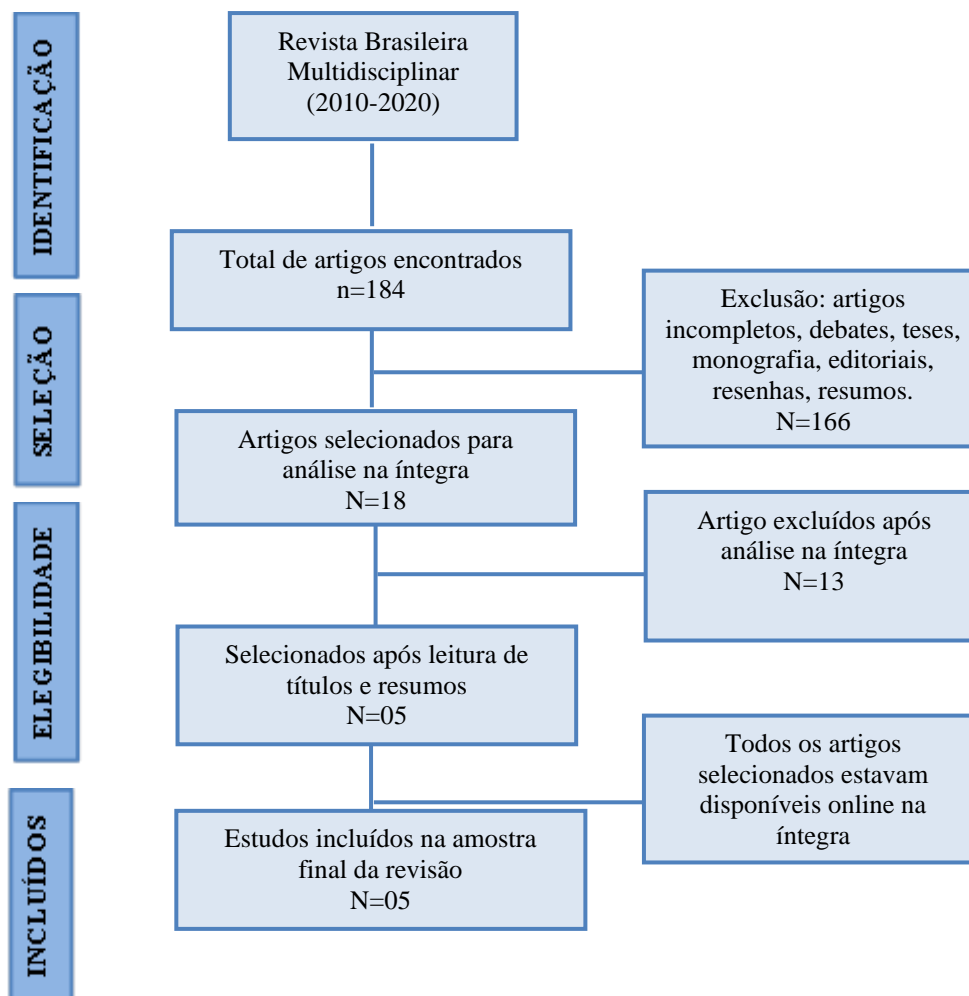 IDENTIFICAÇÃO
Revista Brasileira
Multidisciplinar
(2010-2020)
Total de artigos encontrados
n=184
SELEÇÃO
Exclusão: artigos
incompletos, debates, teses,
monografia, editoriais,
resenhas, resumos.
N=166
Artigos selecionados para
análise na íntegra
N=18
ELEGIBILIDADE
Artigo excluídos após
análise na íntegra
N=13
Selecionados após leitura de
títulos e resumos
N=05
Todos os artigos
selecionados estavam
disponíveis online na
íntegra
INCLUÍDOS
Estudos incluídos na amostra
final da revisão
N=05